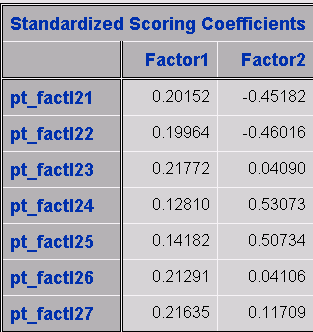 Standardized Scoring Coefficients
Factor1 Factor2
pt_factl21 0.20152 -0.45182
pt_factl22 0.19964 -0.46016
pt_factl23 0.21772 0.04090
pt_factl24 0.12810 0.53073
pt_factl25 0.14182 0.50734
pt_factl26 0.21291 0.04106
pt_factl27 0.21635 0.11709